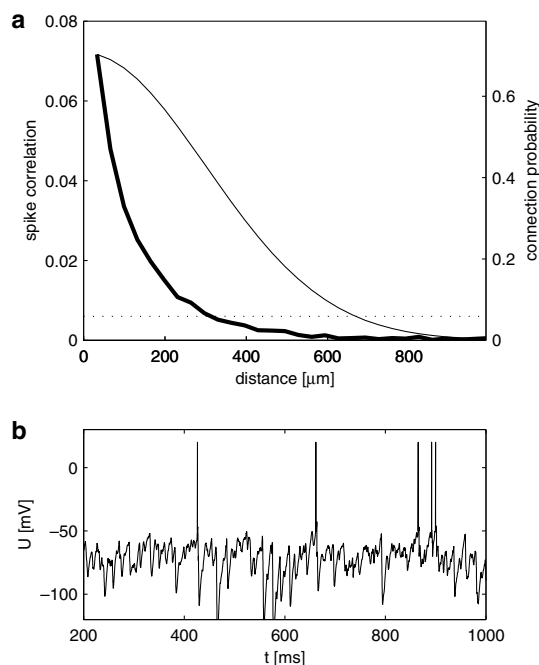 a
0.08
0.06
0.04
0.02
0
spike correlation
0.6
0.4
0.2
0
connection probability
0 200 400 600 800
distance [μm]
b
0
−50
−100
U [mV]
200 400 600 800 1000
t [ms]